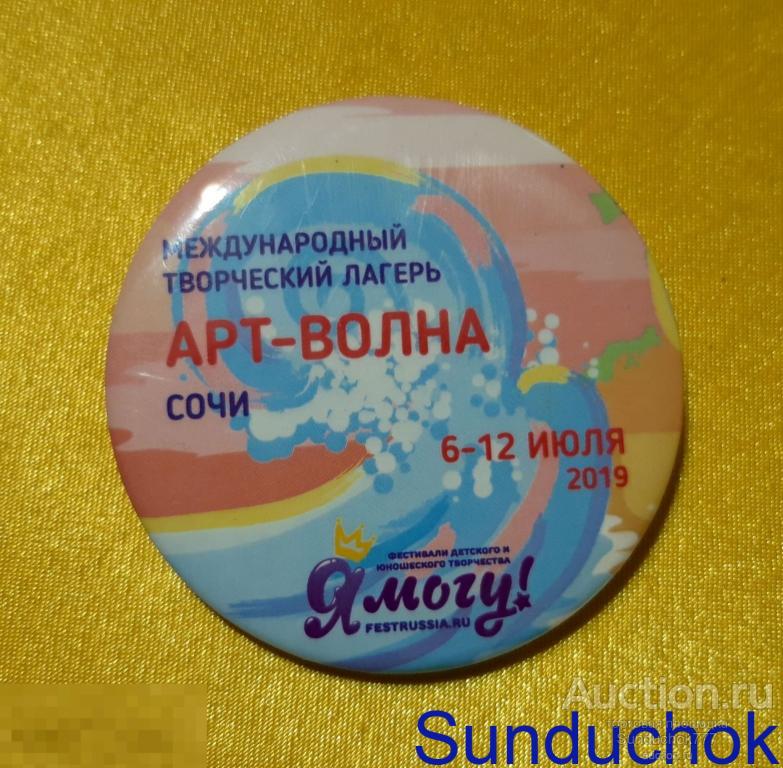 МЕЖДУНАРОДНЫЙ
ТВОРЧЕСКИЙ ЛАГЕРЬ
АРТ-ВОЛНА
СОЧИ
6-12 ИЮЛЯ
2019
ФЕСТИВАЛИ ДЕТСКОГО И
ЮНОШЕСКОГО ТВОРЧЕСТВА
Я могу!
FESTRUSSIA.RU
Auction.ru
Sunduchok